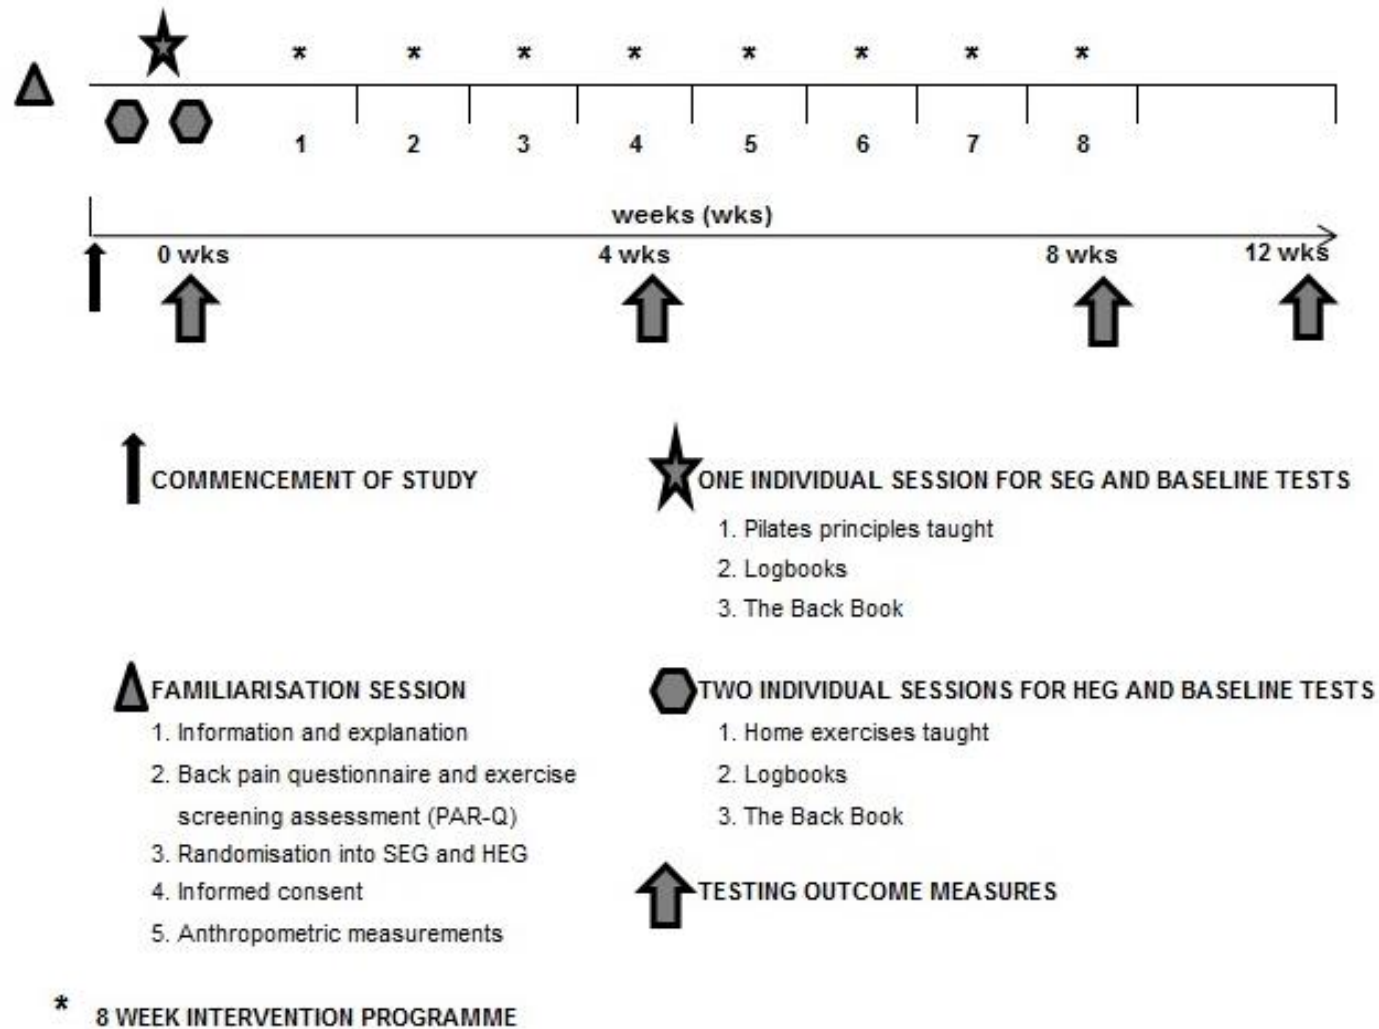 * * * * * * * *
1 2 3 4 5 6 7 8
weeks (wks)
0 wks 4 wks 8 wks 12 wks
COMMENCEMENT OF STUDY
ONE INDIVIDUAL SESSION FOR SEG AND BASELINE TESTS
1. Pilates principles taught
2. Logbooks
3. The Back Book
FAMILIARISATION SESSION
1. Information and explanation
2. Back pain questionnaire and exercise
screening assessment (PAR-Q)
3. Randomisation into SEG and HEG
4. Informed consent
5. Anthropometric measurements
TWO INDIVIDUAL SESSIONS FOR HEG AND BASELINE TESTS
1. Home exercises taught
2. Logbooks
3. The Back Book
TESTING OUTCOME MEASURES
* 8 WEEK INTERVENTION PROGRAMME